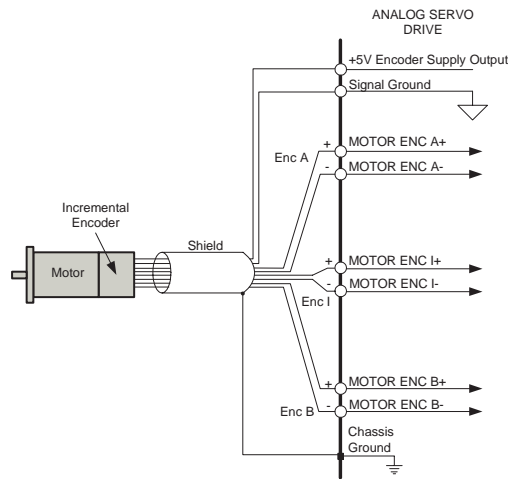 ANALOG SERVO
DRIVE
+5V Encoder Supply Output
Signal Ground
+ MOTOR ENC A+
Enc A
- MOTOR ENC A-
Incremental
Encoder
Shield
Motor
+ MOTOR ENC I+
- MOTOR ENC I-
Enc I
+ MOTOR ENC B+
Enc B
- MOTOR ENC B-
Chassis
Ground